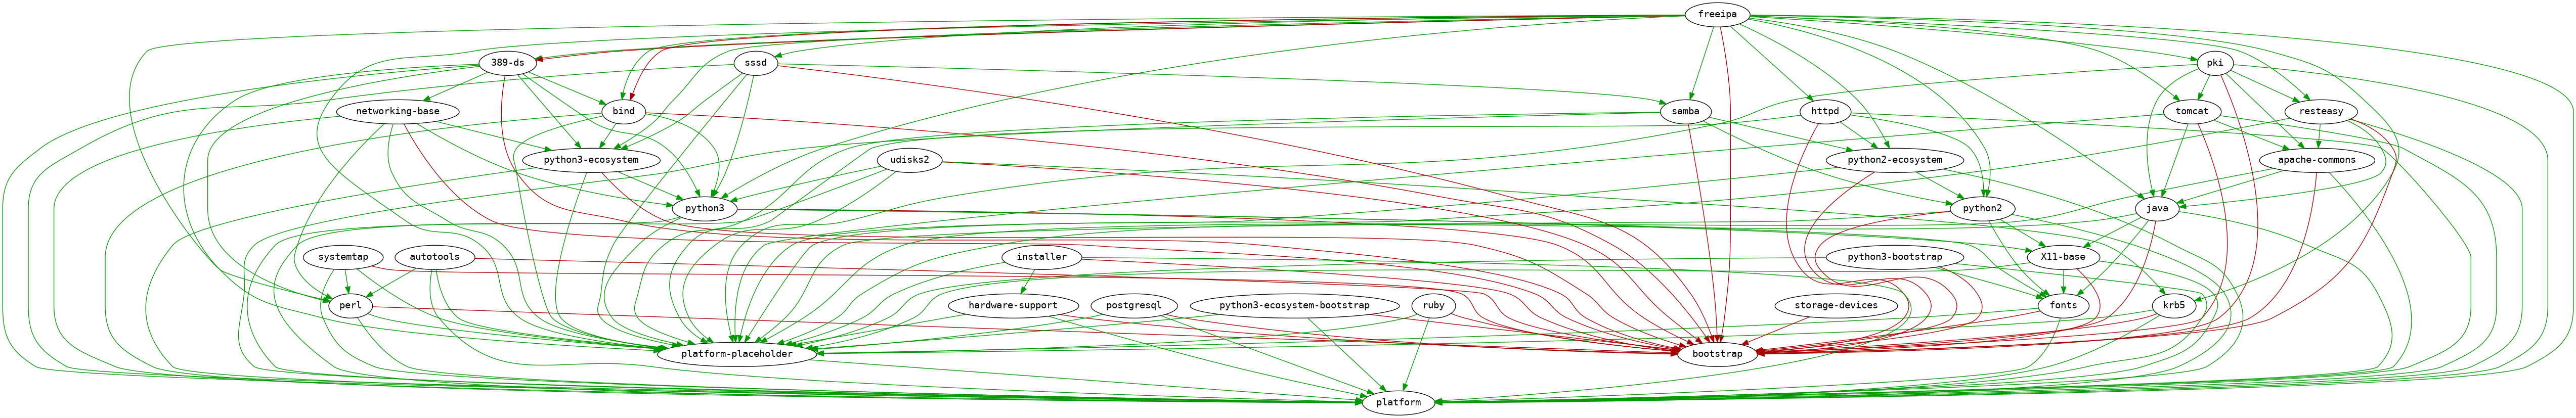 freeipa
389-ds
sssd
pki
networking-base
bind
samba
httpd
tomcat
resteasy
python3-ecosystem
udisks2
python2-ecosystem
apache-commons
python3
python2
java
systemtap
autotools
installer
python3-bootstrap
X11-base
perl
hardware-support
postgresql
python3-ecosystem-bootstrap
ruby
storage-devices
fonts
krb5
platform-placeholder
bootstrap
platform